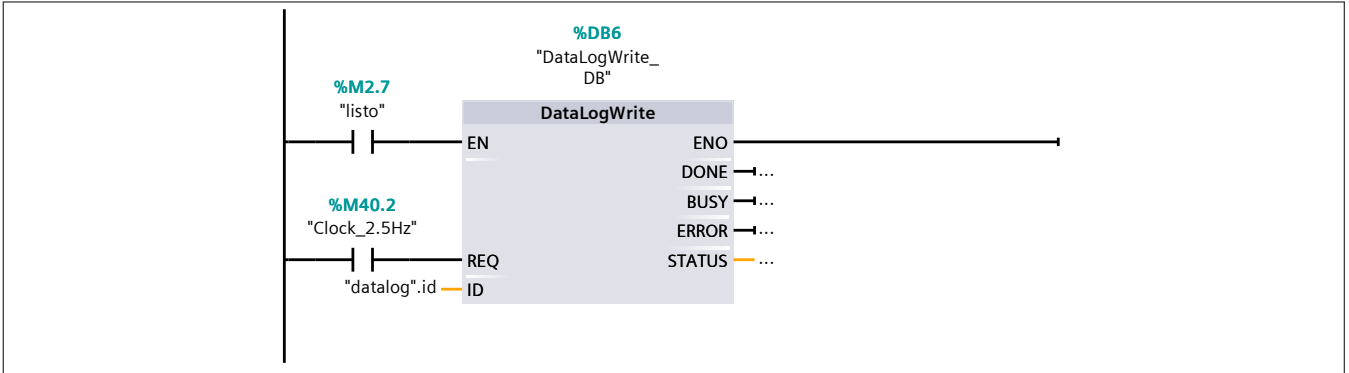 %DB6
"DataLogWrite_
DB"
%M2.7
"listo"
DataLogWrite
EN
ENO
DONE
...
BUSY
...
%M40.2
"Clock_2.5Hz"
ERROR
...
REQ
STATUS
...
"datalog".id
ID